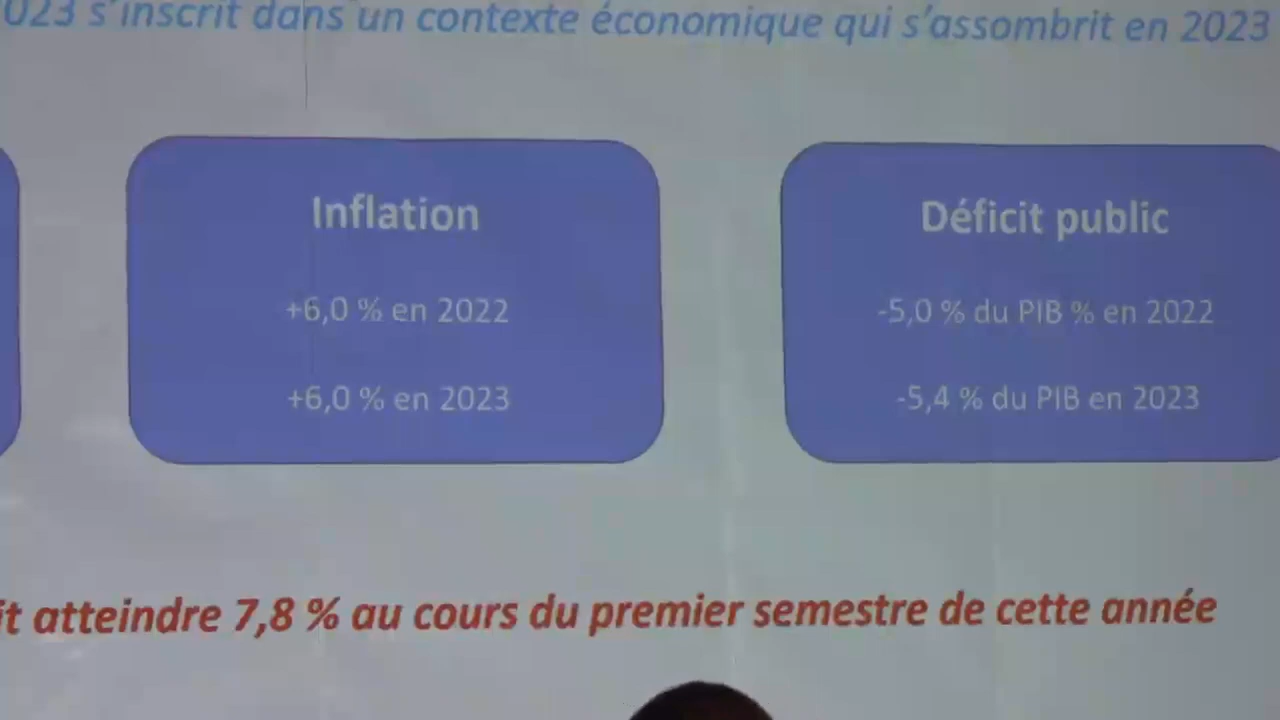 2023 s'inscrit dans un contexte économique qui s'assombrit en 2023
Inflation
+6,0 % en 2022
+6,0 % en 2023
Déficit public
-5,0 % du PIB % en 2022
-5,4 % du PIB en 2023
atteindre 7,8 % au cours du premier semestre de cette année